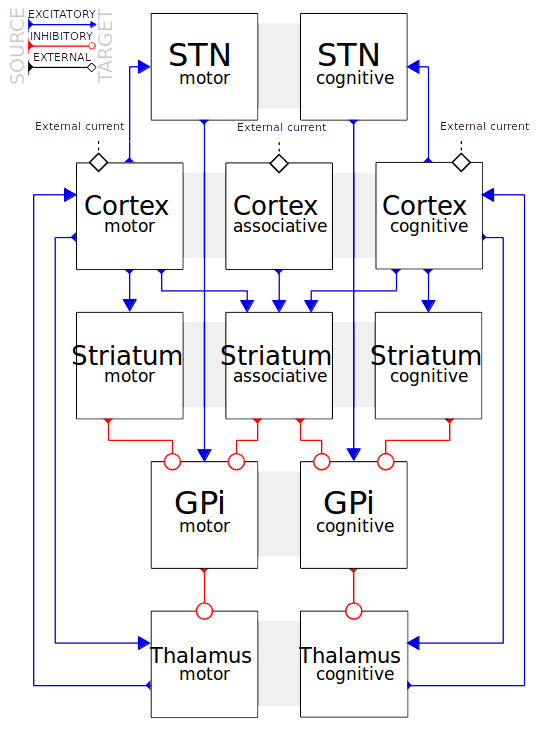 SOURCE
EXCITATORY
INHIBITORY
EXTERNAL
TARGET
STN
motor
STN
cognitive
External current
External current
External current
Cortex
motor
Cortex
associative
Cortex
cognitive
Striatum
motor
Striatum
associative
Striatum
cognitive
GPi
motor
GPi
cognitive
Thalamus
motor
Thalamus
cognitive